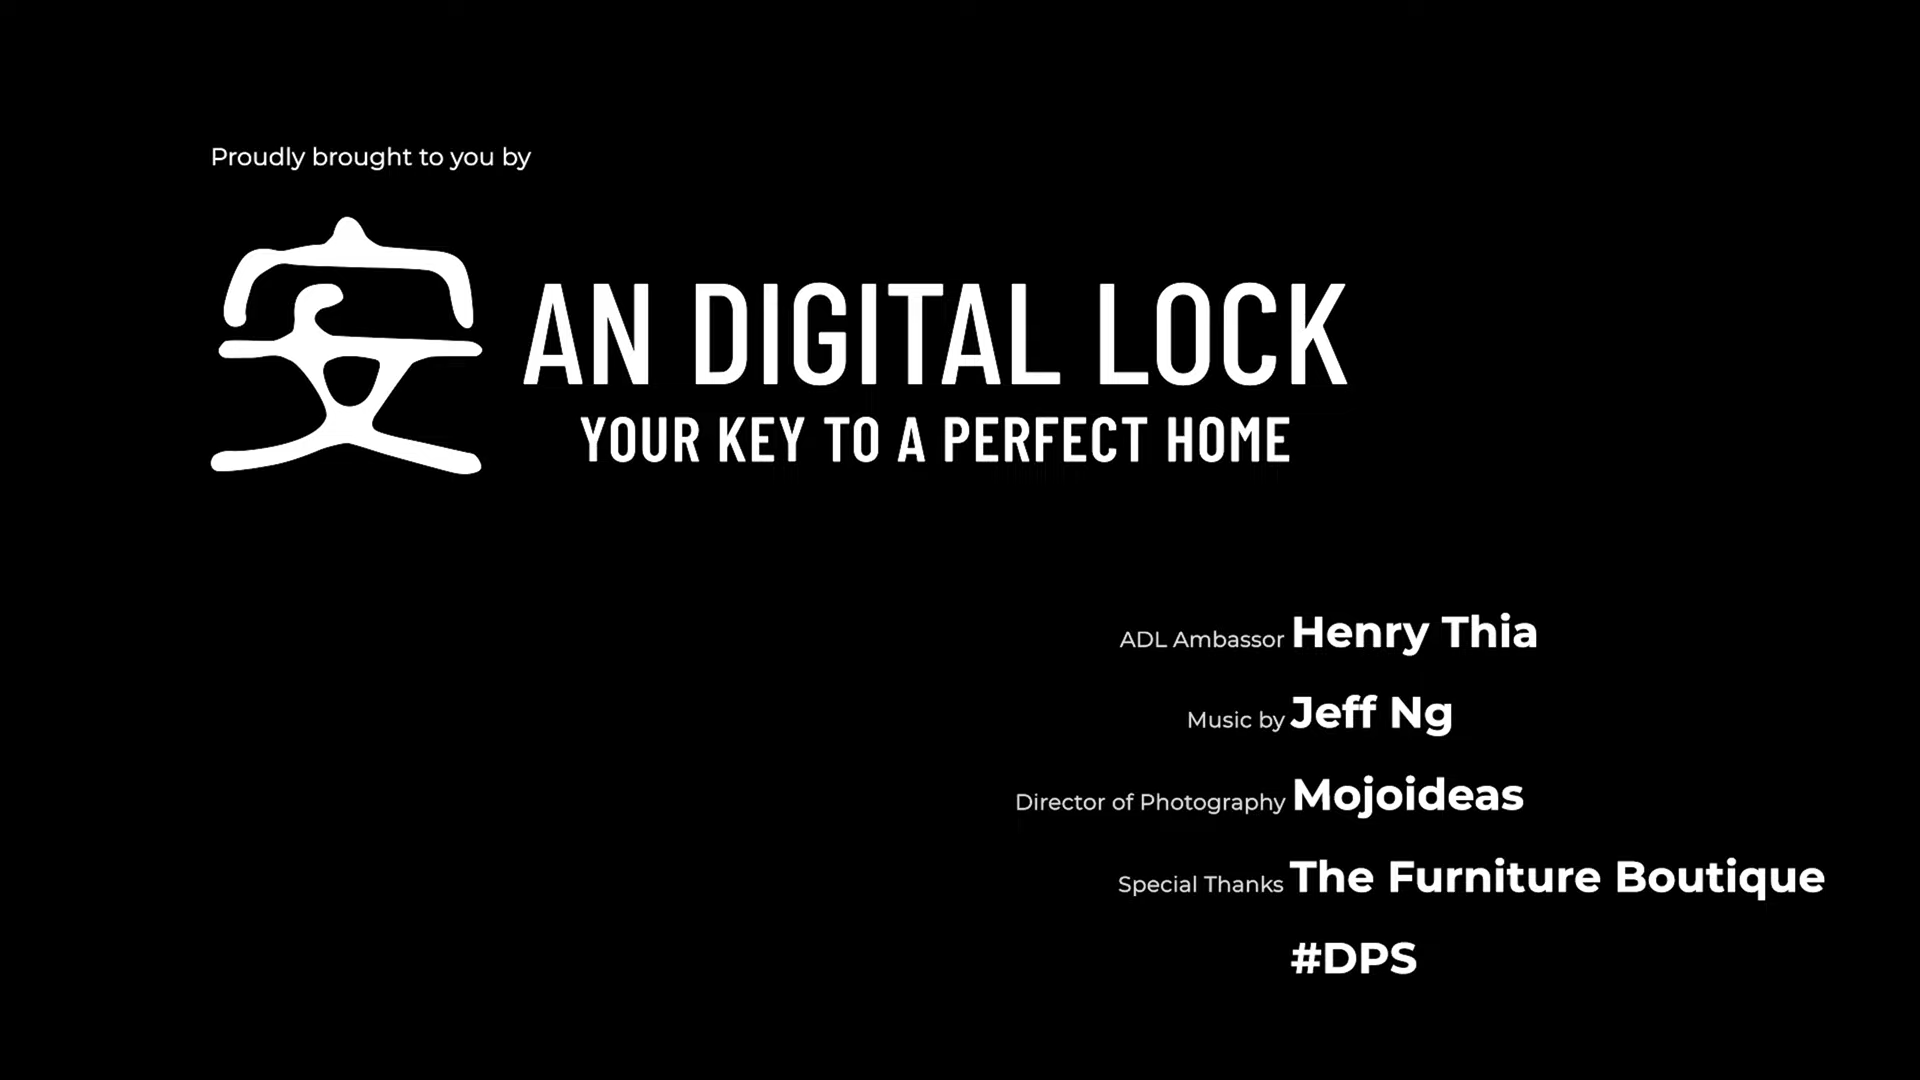 Proudly brought to you by
安
AN DIGITAL LOCK
YOUR KEY TO A PERFECT HOME
ADL Ambassor Henry Thia
Music by Jeff Ng
Director of Photography Mojoideas
Special Thanks The Furniture Boutique
#DPS